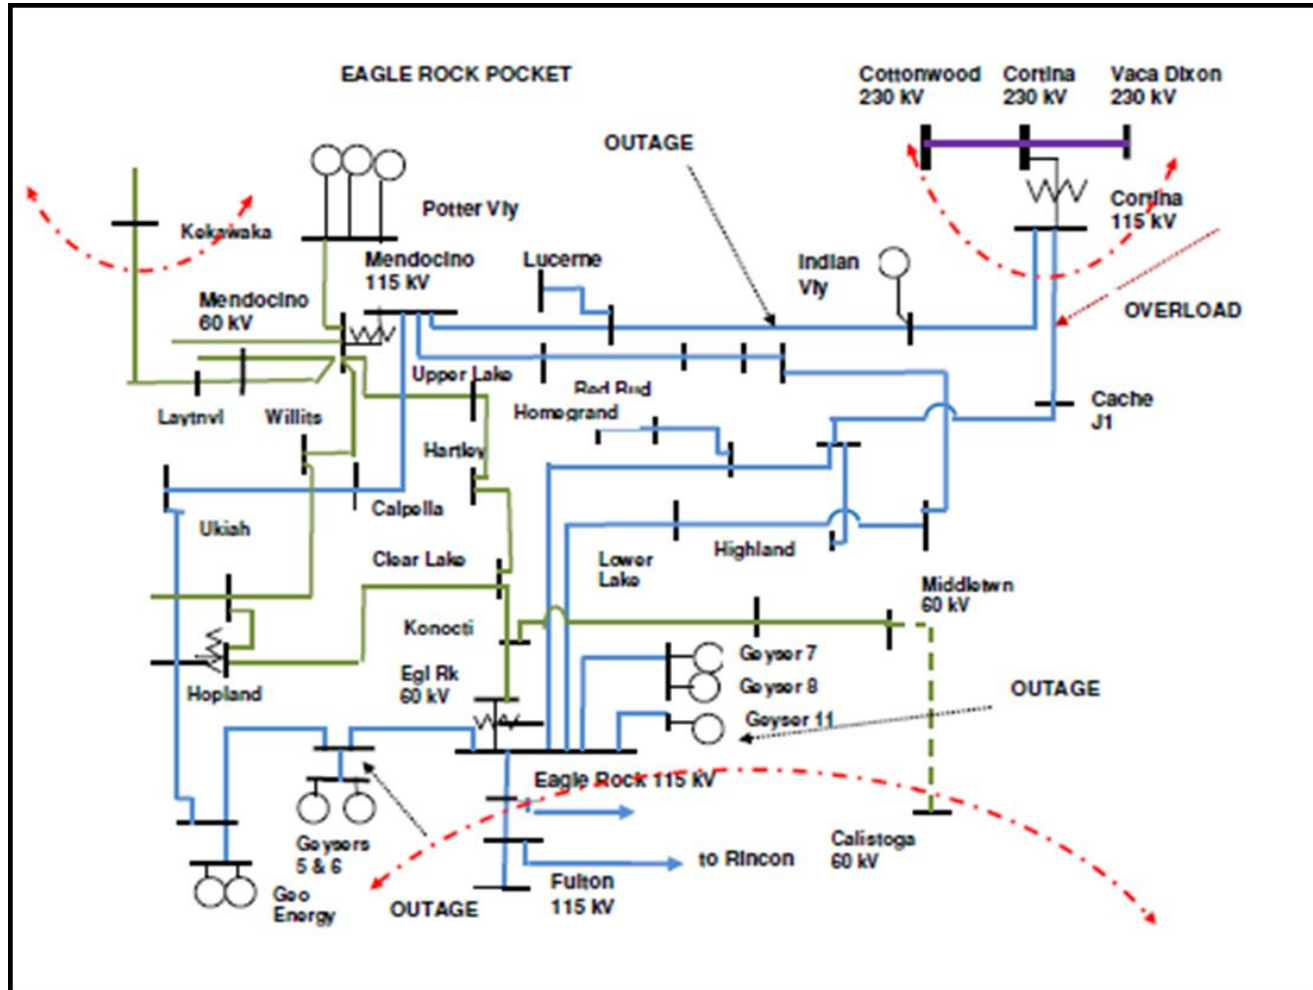 EAGLE ROCK POCKET
Cottonwood
230 kV
Cortina
230 kV
Vaca Dixon
230 kV
OUTAGE
Kekawaka
Potter Vly
Cortina
115 kV
Mendocino
115 kV
Lucerne
Indian
Vly
Mendocino
60 kV
OVERLOAD
Upper Lake
Red Bud
Cache
J1
Laytnvl
Willits
Homegrand
Hartley
Calpella
Ukiah
Clear Lake
Lower
Lake
Highland
Middletwn
60 kV
Konocti
Geyser 7
Egl Rk
60 kV
Geyser 8
OUTAGE
Hopland
Geyser 11
Eagle Rock 115 kV
Geysers
5 & 6
Calistoga
60 kV
to Rincon
Geo
Energy
OUTAGE
Fulton
115 kV